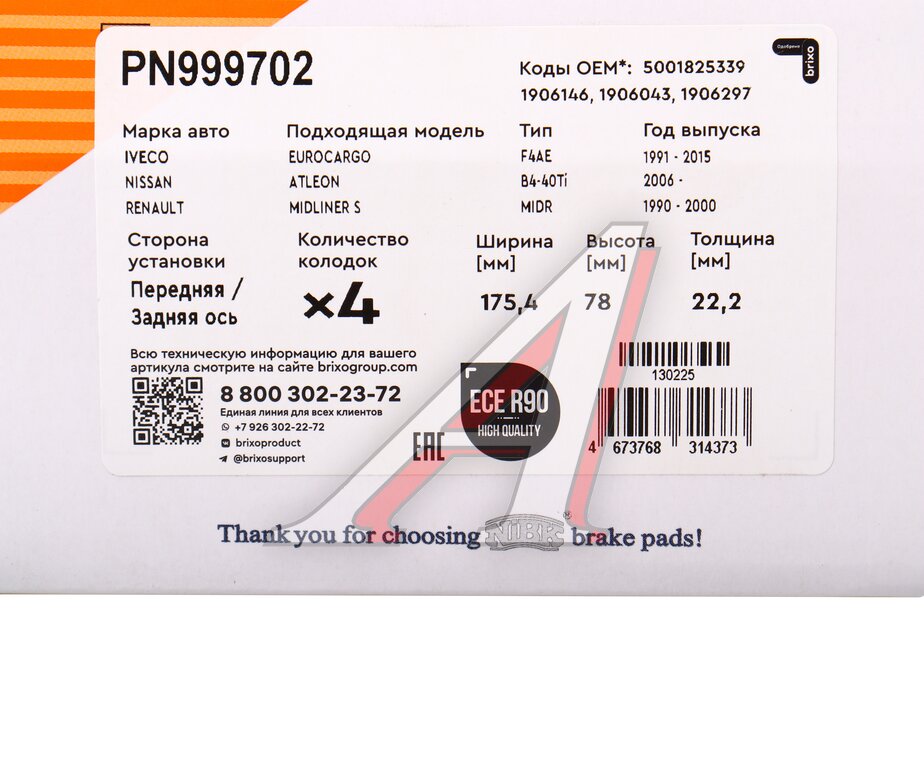 PN999702
Коды OEM*: 5001825339
1906146, 1906043, 1906297
Одобрено brixo
Марка авто Подходящая модель Тип Год выпуска
IVECO EUROCARGO F4AE 1991 - 2015
NISSAN ATLEON B4-40Ti 2006 -
RENAULT MIDLINER S MIDR 1990 - 2000
Сторона установки Количество колодок Ширина [мм] Высота [мм] Толщина [мм]
Передняя / Задняя ось ×4 175,4 78 22,2
Всю техническую информацию для вашего
артикула смотрите на сайте brixogroup.com
8 800 302-23-72
Единая линия для всех клиентов
+7 926 302-22-72
brixoproduct
@brixosupport
EAC
ECE R90
HIGH QUALITY
130225
4 673768 314373
Thank you for choosing NiBK ® brake pads!